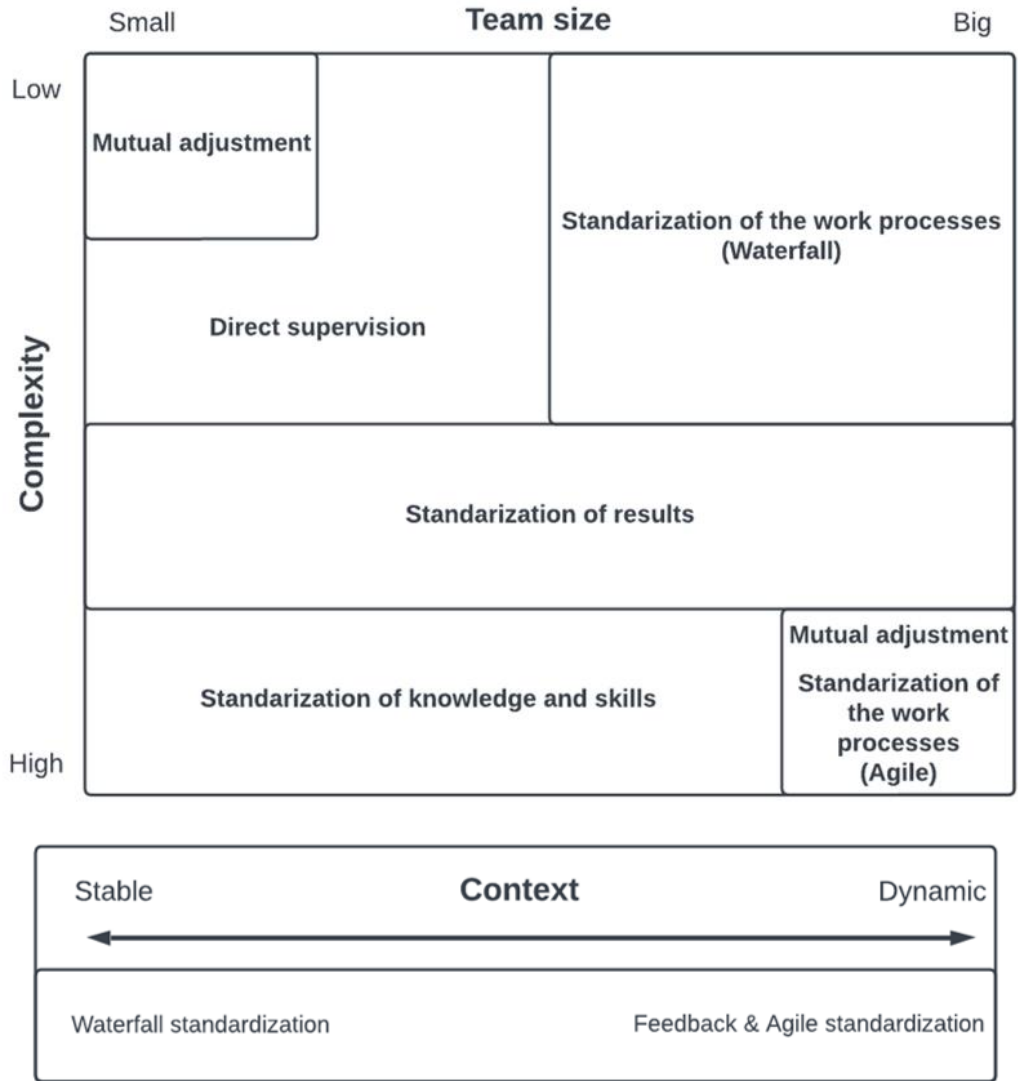 Small Team size Big
Low
Mutual adjustment
Standarization of the work processes
(Waterfall)
Direct supervision
Complexity
Standarization of results
Mutual adjustment
Standarization of
the work
processes
(Agile)
Standarization of knowledge and skills
High
Stable Context Dynamic
Waterfall standardization Feedback & Agile standardization